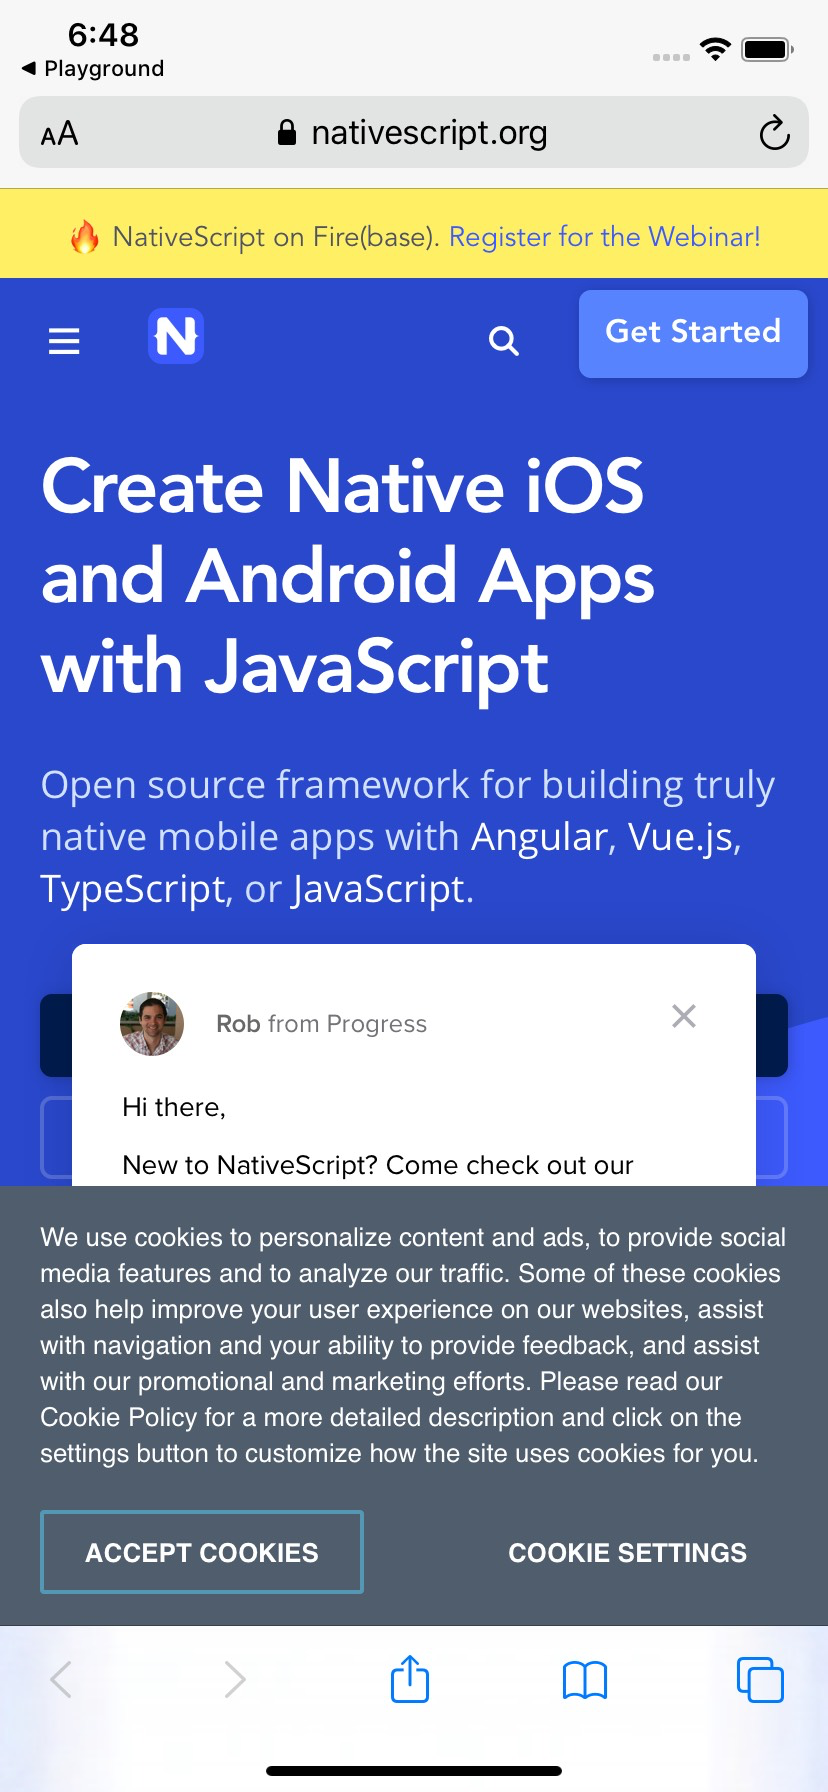 6:48
◀ Playground
AA
nativescript.org
🔥 NativeScript on Fire(base). Register for the Webinar!
N
Get Started
Create Native iOS
and Android Apps
with JavaScript
Open source framework for building truly
native mobile apps with Angular, Vue.js,
TypeScript, or JavaScript.
Rob from Progress
Hi there,
New to NativeScript? Come check out our
We use cookies to personalize content and ads, to provide social
media features and to analyze our traffic. Some of these cookies
also help improve your user experience on our websites, assist
with navigation and your ability to provide feedback, and assist
with our promotional and marketing efforts. Please read our
Cookie Policy for a more detailed description and click on the
settings button to customize how the site uses cookies for you.
ACCEPT COOKIES
COOKIE SETTINGS